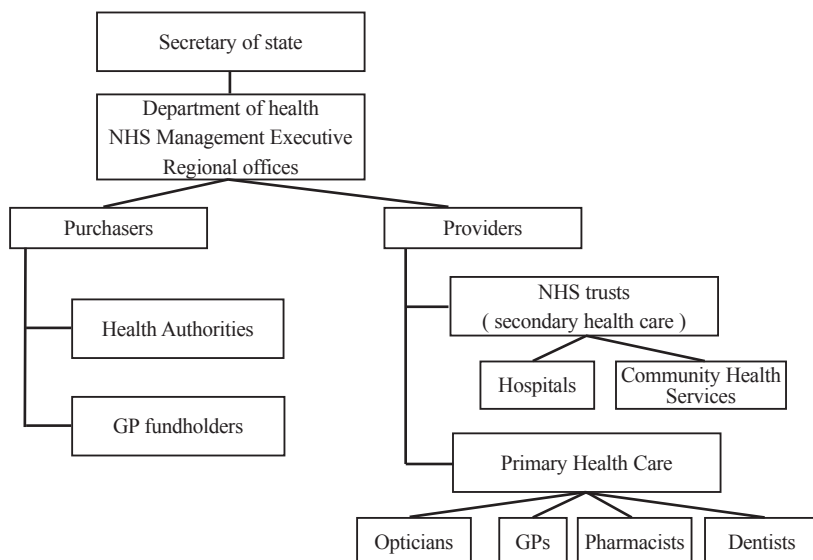 Secretary of state
Department of health
NHS Management Executive
Regional offices
Purchasers
Providers
Health Authorities
GP fundholders
NHS trusts
( secondary health care )
Hospitals
Community Health
Services
Primary Health Care
Opticians
GPs
Pharmacists
Dentists